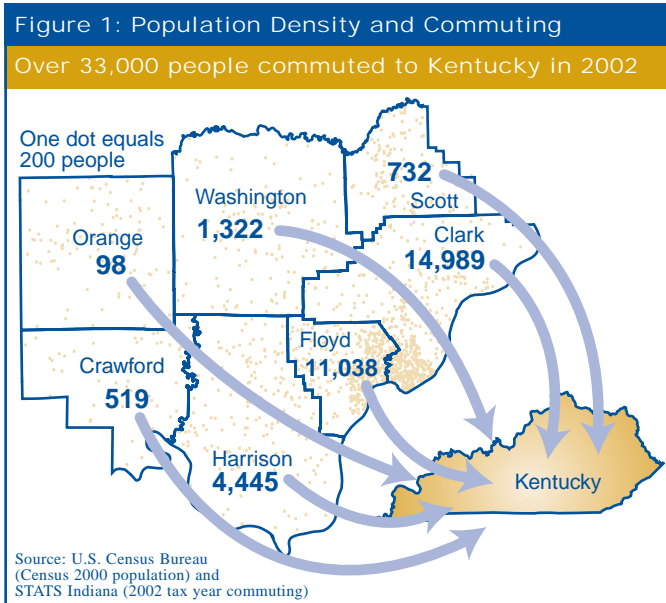 Figure 1: Population Density and Commuting
Over 33,000 people commuted to Kentucky in 2002
One dot equals
200 people
732
Scott
Washington
1,322
Orange
98
Clark
14,989
Floyd
11,038
Crawford
519
Harrison
4,445
Kentucky
Source: U.S. Census Bureau
(Census 2000 population) and
STATS Indiana (2002 tax year commuting)